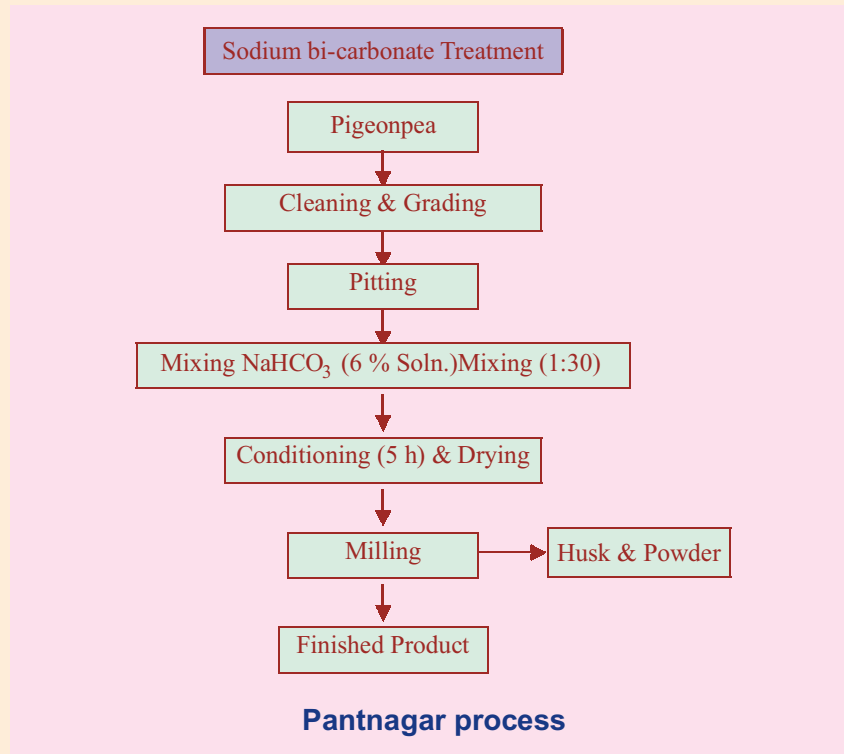 Sodium bi-carbonate Treatment
Pigeonpea
Cleaning & Grading
Pitting
Mixing NaHCO₃ (6 % Soln.)Mixing (1:30)
Conditioning (5 h) & Drying
Milling
Husk & Powder
Finished Product
Pantnagar process